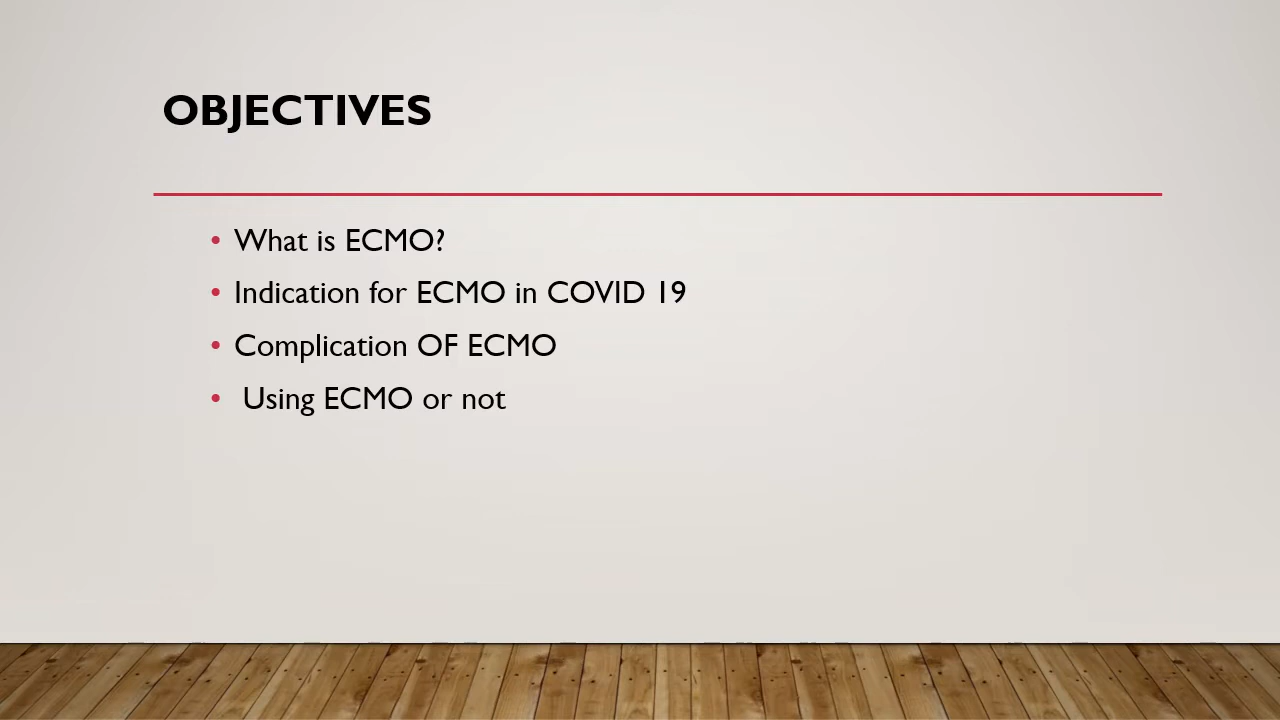 OBJECTIVES
• What is ECMO?
• Indication for ECMO in COVID 19
• Complication OF ECMO
• Using ECMO or not